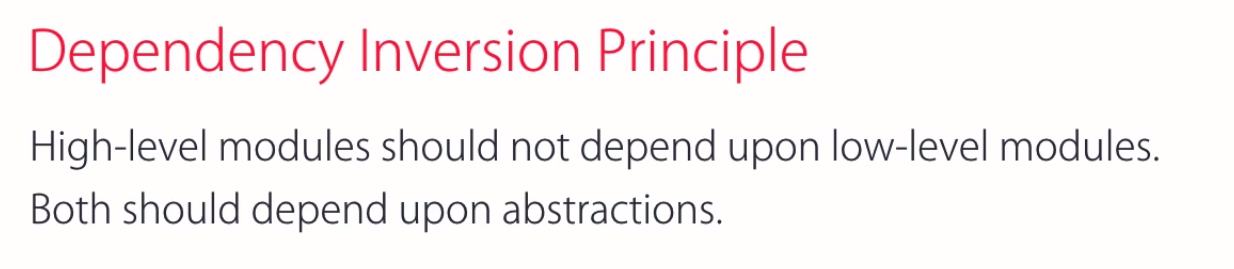 Dependency Inversion Principle
High-level modules should not depend upon low-level modules.
Both should depend upon abstractions.